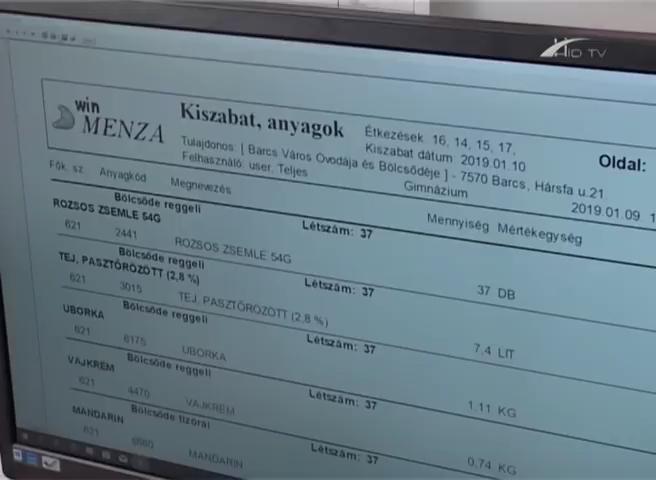 HíD TV
win
MENZA
Kiszabat, anyagok
Étkezések 16, 14, 15, 17,
Kiszabat dátum 2019.01.10
Oldal:
Tulajdonos: [ Barcs Város Óvodája és Bölcsődéje ] - 7570 Barcs, Hársfa u.21
Felhasználó: user, Teljes
Gimnázium
2019.01.09 1
Fők. sz. Anyagkód Megnevezés Mennyiség Mértékegység
Bölcsőde reggeli Létszám: 37
ROZSOS ZSEMLE 54G
621 2441 ROZSOS ZSEMLE 54G 37 DB
Bölcsőde reggeli Létszám: 37
TEJ, PASZTŐRÖZÖTT (2,8 %)
621 3015 TEJ, PASZTŐRÖZÖTT (2,8 %) 7,4 LIT
Bölcsőde reggeli Létszám: 37
UBORKA
621 6175 UBORKA 1,11 KG
Bölcsőde reggeli Létszám: 37
VAJKRÉM
621 4470 VAJKRÉM 0,74 KG
Bölcsőde tízórai Létszám: 37
MANDARIN
621 MANDARIN